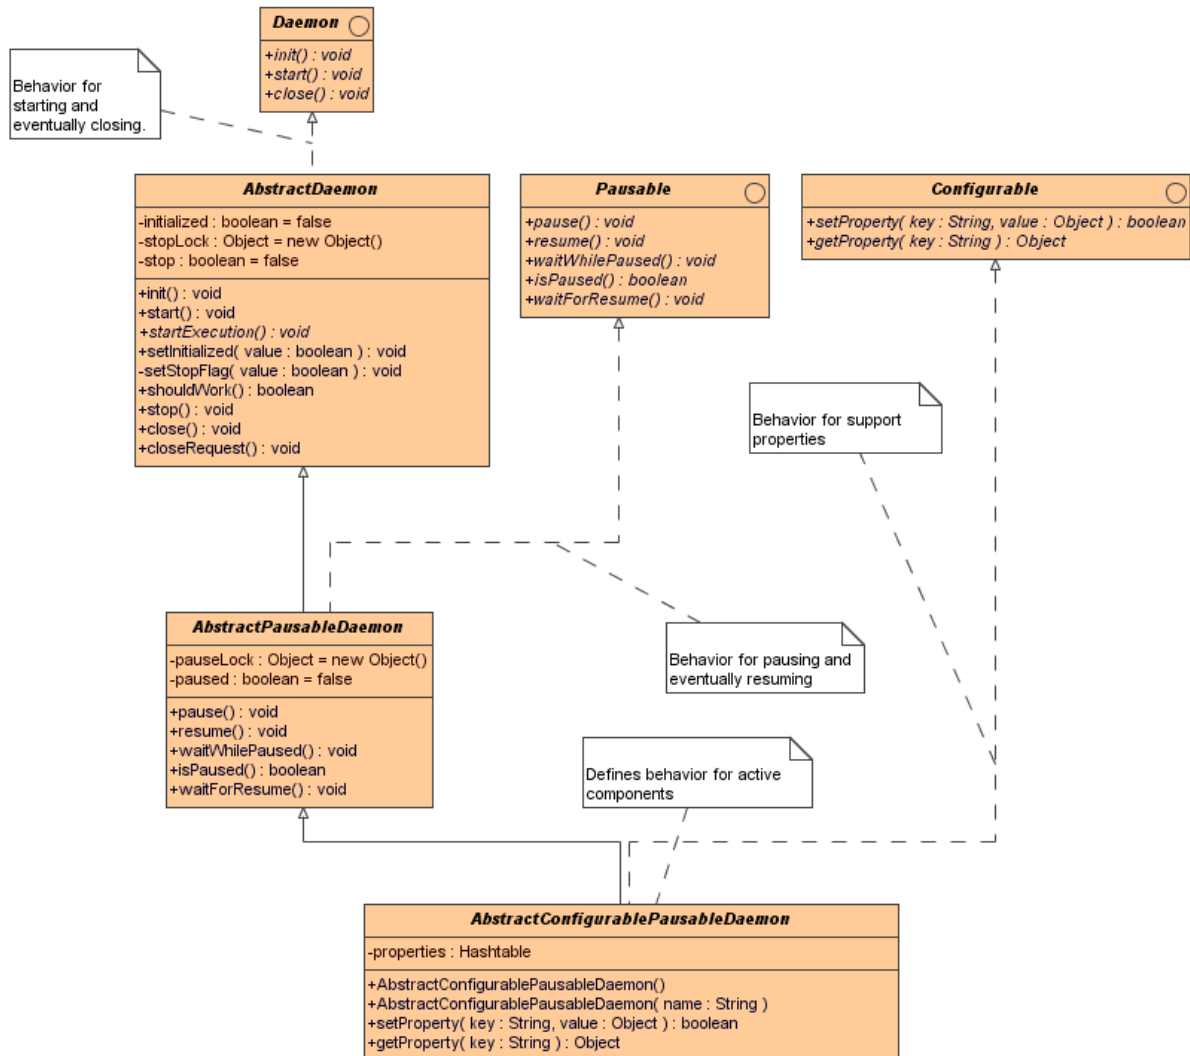 Daemon
+init() : void
+start() : void
+close() : void
Behavior for
starting and
eventually closing.
AbstractDaemon
-initialized : boolean = false
-stopLock : Object = new Object()
-stop : boolean = false
+init() : void
+start() : void
+startExecution() : void
+setInitialized( value : boolean ) : void
-setStopFlag( value : boolean ) : void
+shouldWork() : boolean
+stop() : void
+close() : void
+closeRequest() : void
Pausable
+pause() : void
+resume() : void
+waitWhilePaused() : void
+isPaused() : boolean
+waitForResume() : void
Configurable
+setProperty( key : String, value : Object ) : boolean
+getProperty( key : String ) : Object
Behavior for support
properties
AbstractPausableDaemon
-pauseLock : Object = new Object()
-paused : boolean = false
+pause() : void
+resume() : void
+waitWhilePaused() : void
+isPaused() : boolean
+waitForResume() : void
Behavior for pausing and
eventually resuming
Defines behavior for active
components
AbstractConfigurablePausableDaemon
-properties : Hashtable
+AbstractConfigurablePausableDaemon()
+AbstractConfigurablePausableDaemon( name : String )
+setProperty( key : String, value : Object ) : boolean
+getProperty( key : String ) : Object